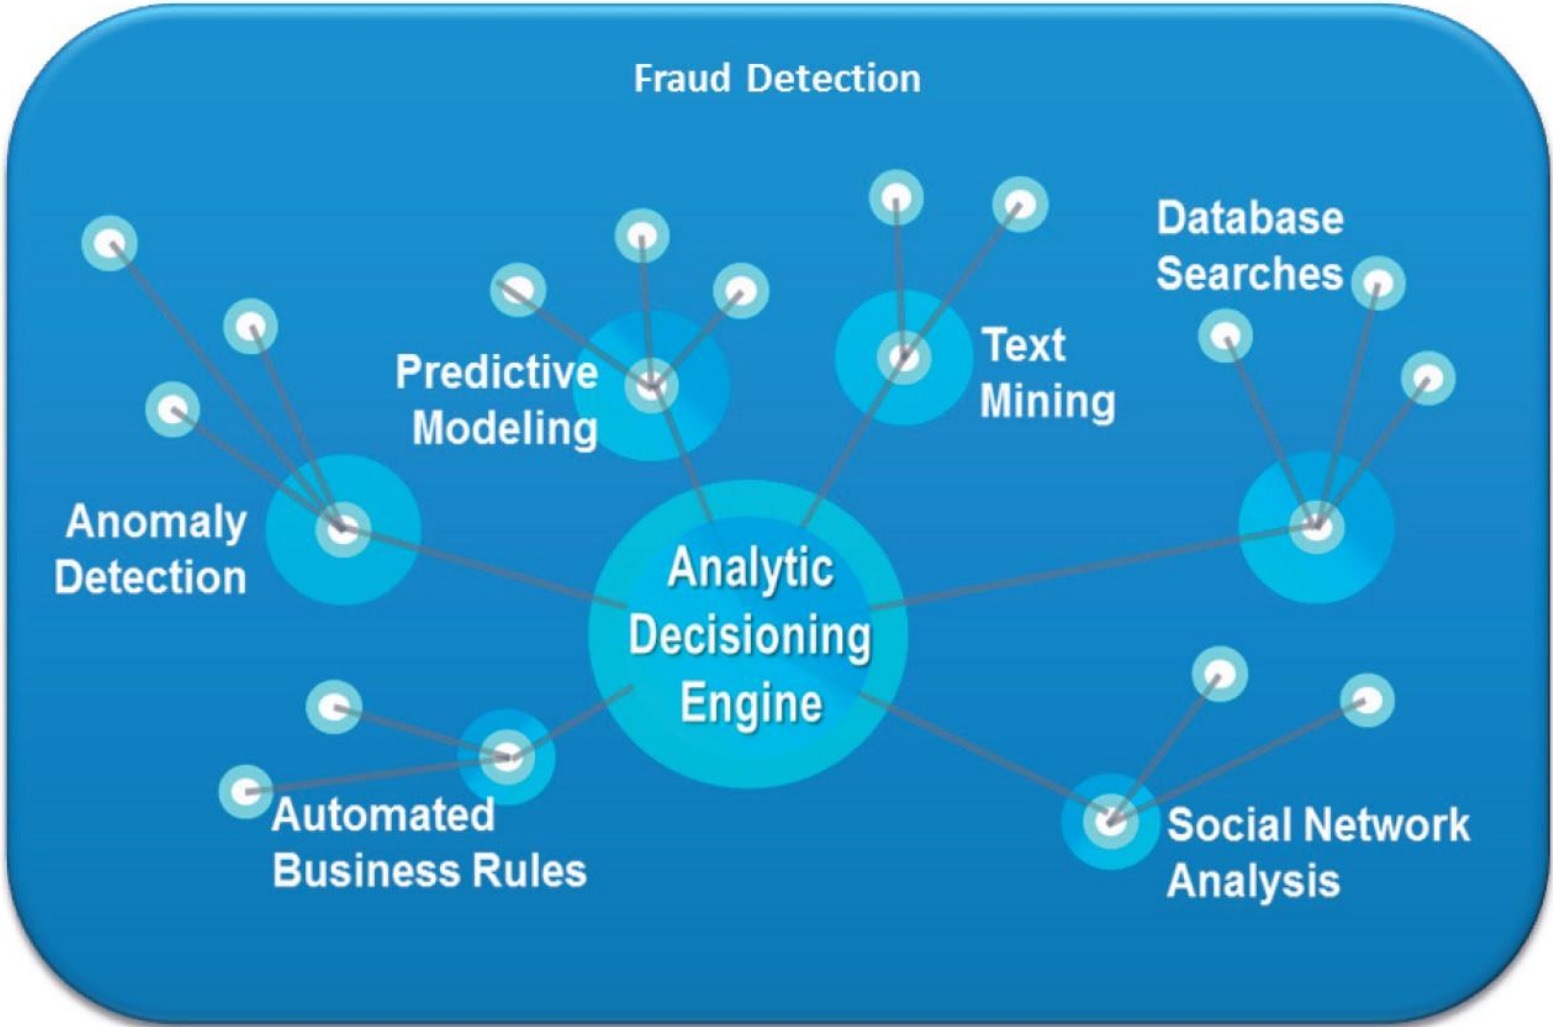 Fraud Detection
Database
Searches
Text
Mining
Predictive
Modeling
Anomaly
Detection
Analytic
Decisioning
Engine
Automated
Business Rules
Social Network
Analysis